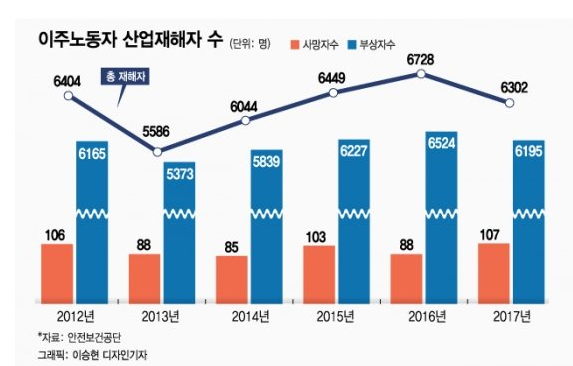 이주노동자 산업재해자 수 (단위: 명) 사망자수 부상자수
총 재해자
6404 5586 6044 6449 6728 6302
6165 5373 5839 6227 6524 6195
106 88 85 103 88 107
2012년 2013년 2014년 2015년 2016년 2017년
*자료: 안전보건공단
그래픽: 이승현 디자인기자